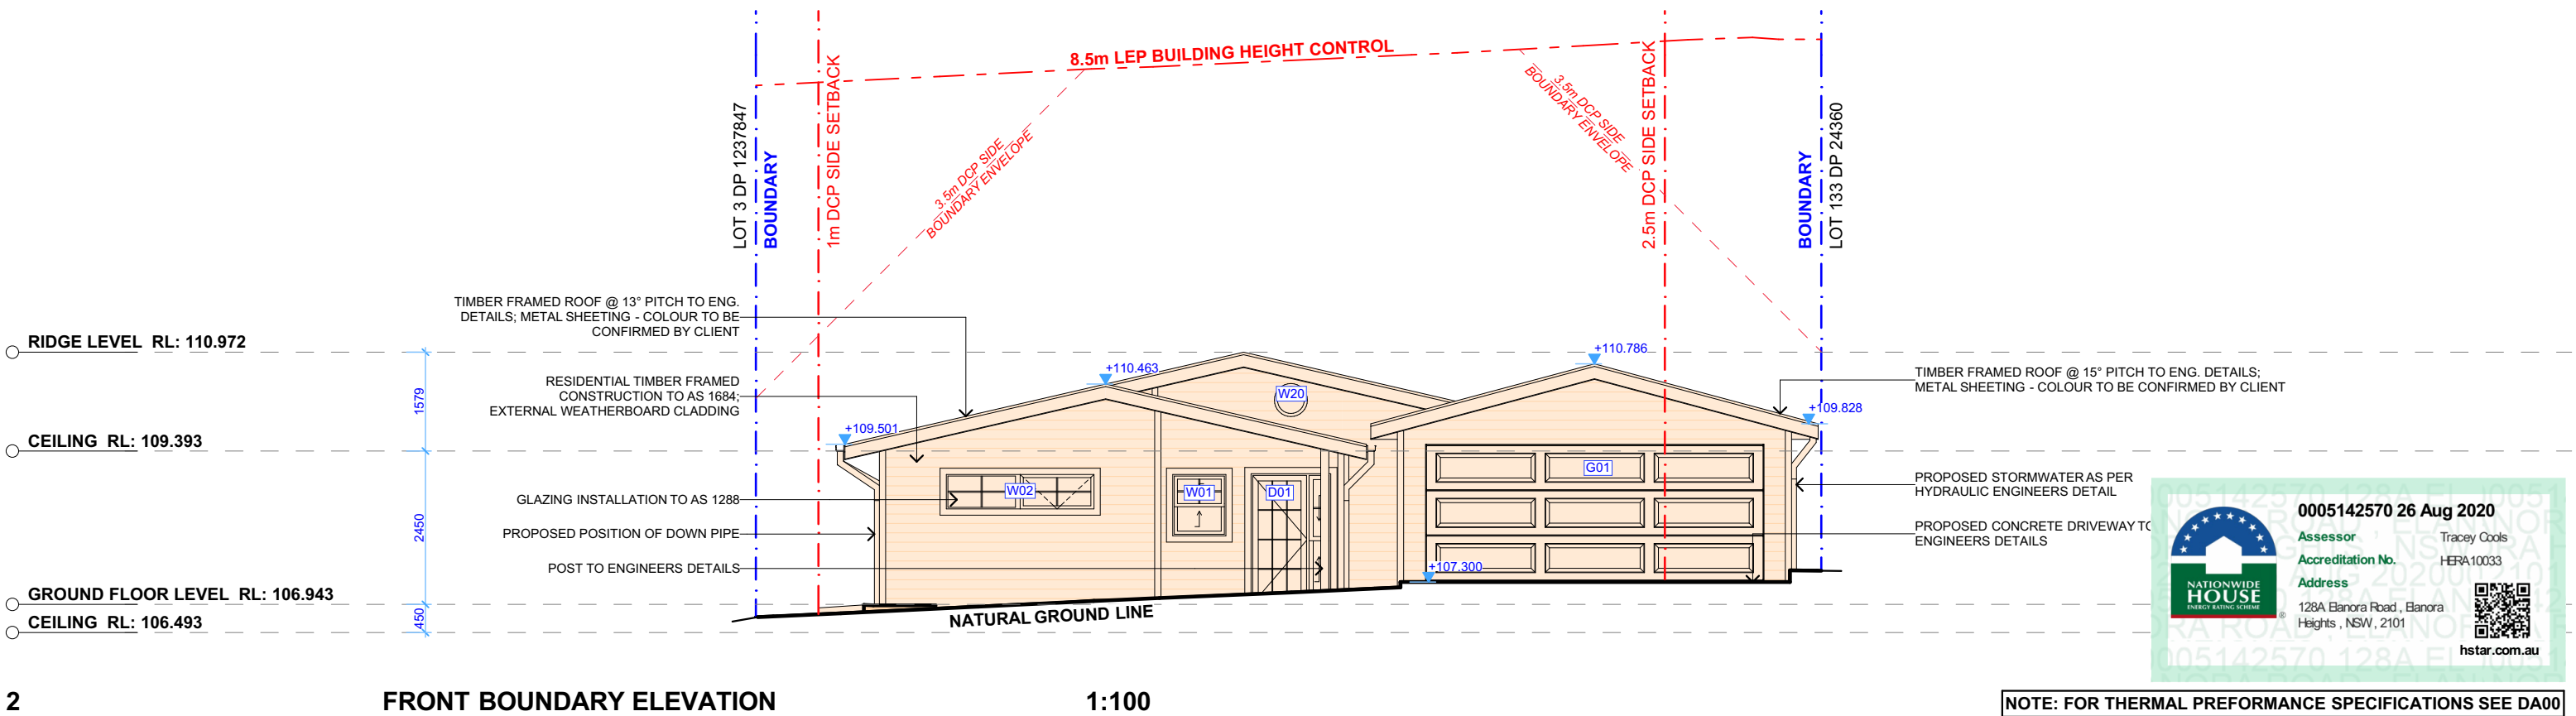 8.5m LEP BUILDING HEIGHT CONTROL
LOT 3 DP 1237847
BOUNDARY
1m DCP SIDE SETBACK
3.5m DCP SIDE
BOUNDARY ENVELOPE
3.5m DCP SIDE
BOUNDARY ENVELOPE
2.5m DCP SIDE SETBACK
BOUNDARY
LOT 133 DP 24360
TIMBER FRAMED ROOF @ 13° PITCH TO ENG.
DETAILS; METAL SHEETING - COLOUR TO BE
CONFIRMED BY CLIENT
RIDGE LEVEL RL: 110.972
+110.786
+110.463
RESIDENTIAL TIMBER FRAMED
CONSTRUCTION TO AS 1684;
EXTERNAL WEATHERBOARD CLADDING
TIMBER FRAMED ROOF @ 15° PITCH TO ENG. DETAILS;
METAL SHEETING - COLOUR TO BE CONFIRMED BY CLIENT
1579
W20
+109.828
+109.501
CEILING RL: 109.393
G01
W02
W01
D01
GLAZING INSTALLATION TO AS 1288
PROPOSED STORMWATER AS PER
HYDRAULIC ENGINEERS DETAIL
2450
PROPOSED POSITION OF DOWN PIPE
PROPOSED CONCRETE DRIVEWAY TO
ENGINEERS DETAILS
POST TO ENGINEERS DETAILS
+107.300
GROUND FLOOR LEVEL RL: 106.943
450
CEILING RL: 106.493
NATURAL GROUND LINE
0005142570 26 Aug 2020
Assessor Tracey Cools
Accreditation No. HERA10033
Address
128A Elanora Road , Elanora
Heights , NSW , 2101
NATIONWIDE
HOUSE
ENERGY RATING SCHEME
®
hstar.com.au
2
FRONT BOUNDARY ELEVATION
1:100
NOTE: FOR THERMAL PREFORMANCE SPECIFICATIONS SEE DA00